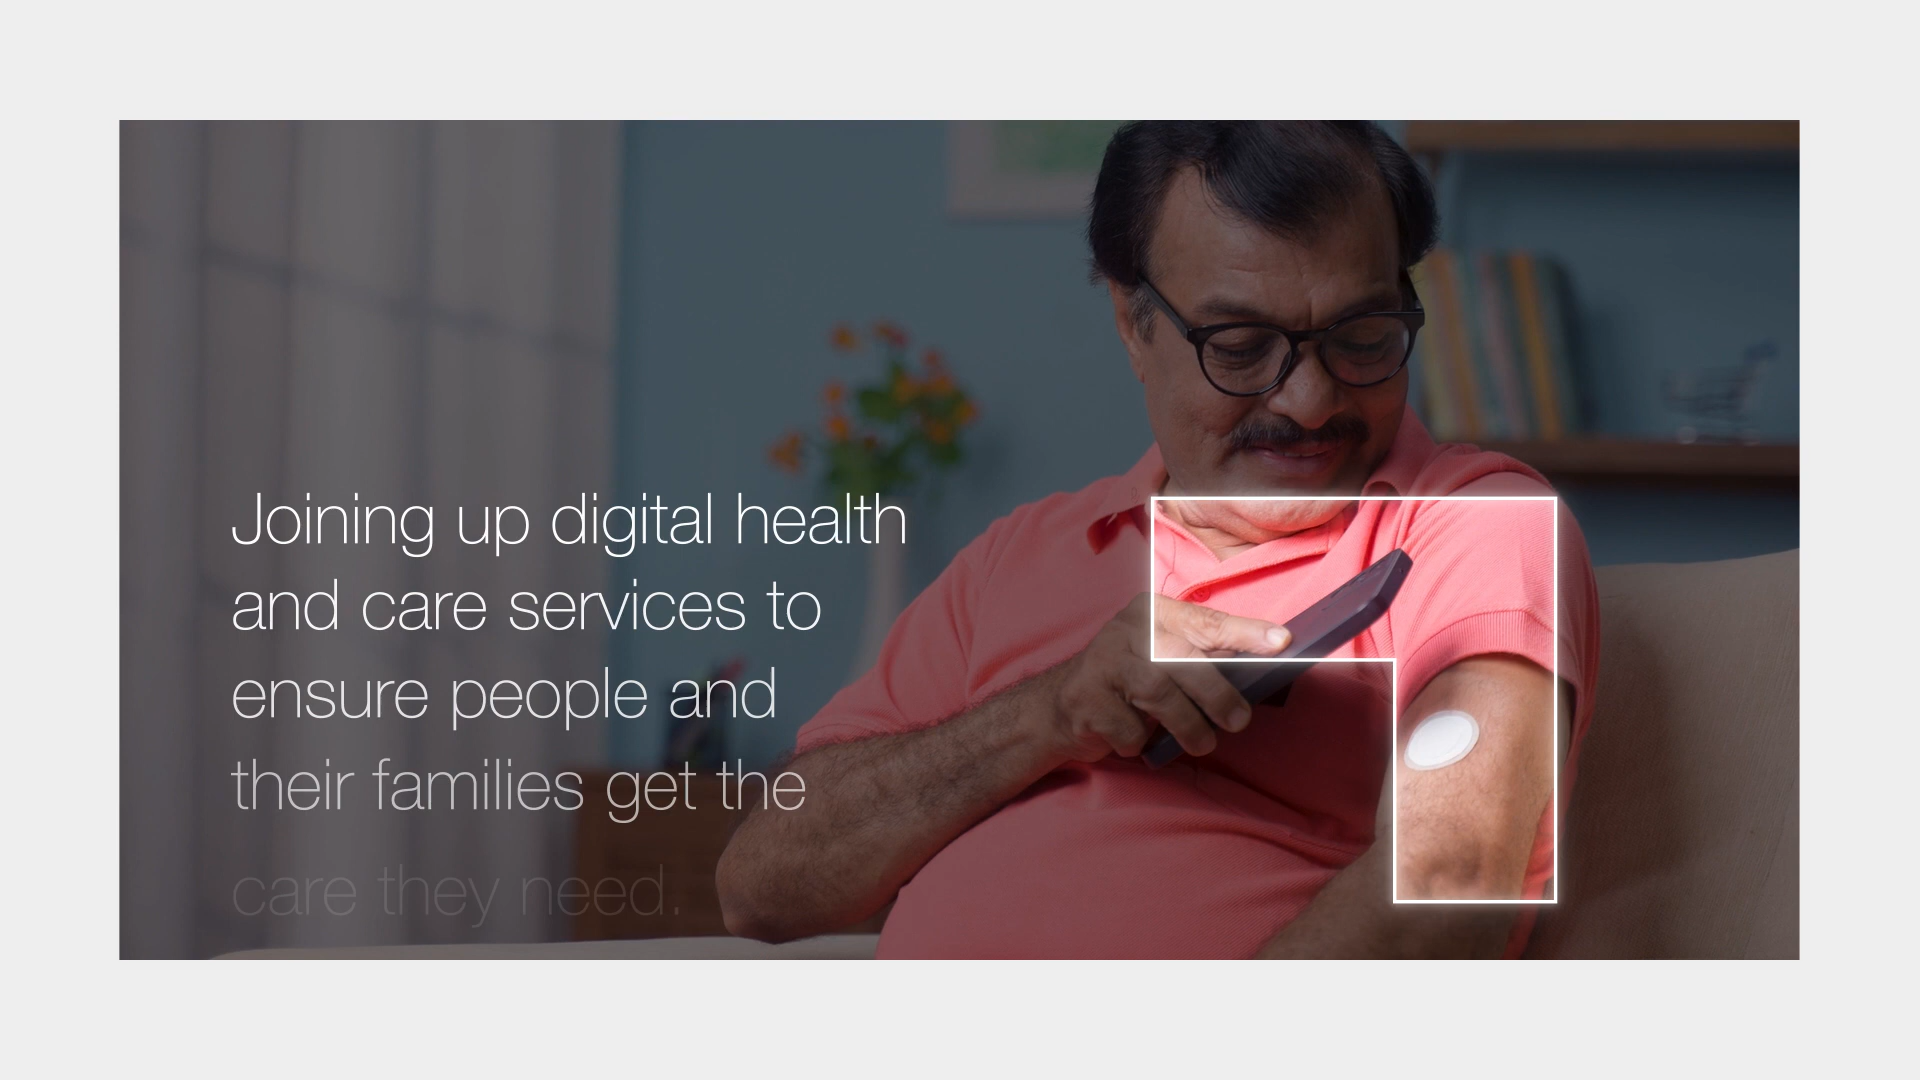 Joining up digital health
and care services to
ensure people and
their families get the
care they need.